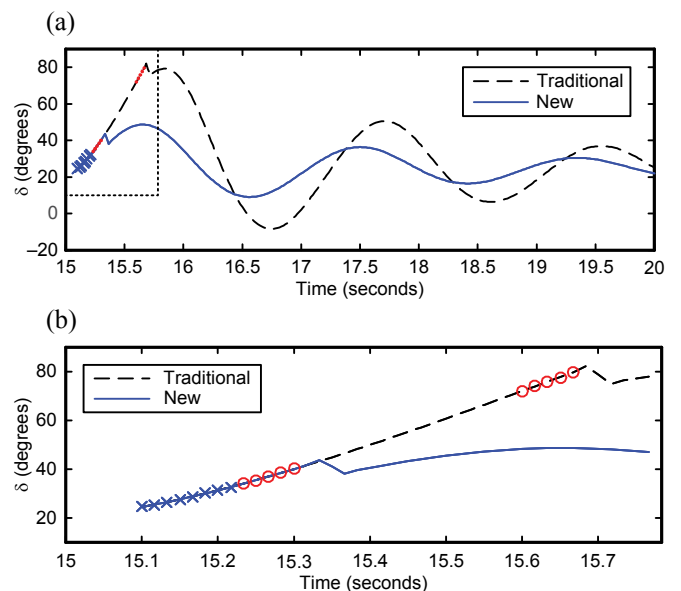 (a)
δ (degrees)
80
60
40
20
0
–20
Traditional
New
15 15.5 16 16.5 17 17.5 18 18.5 19 19.5 20
Time (seconds)
(b)
δ (degrees)
80
60
40
20
Traditional
New
15 15.1 15.2 15.3 15.4 15.5 15.6 15.7
Time (seconds)